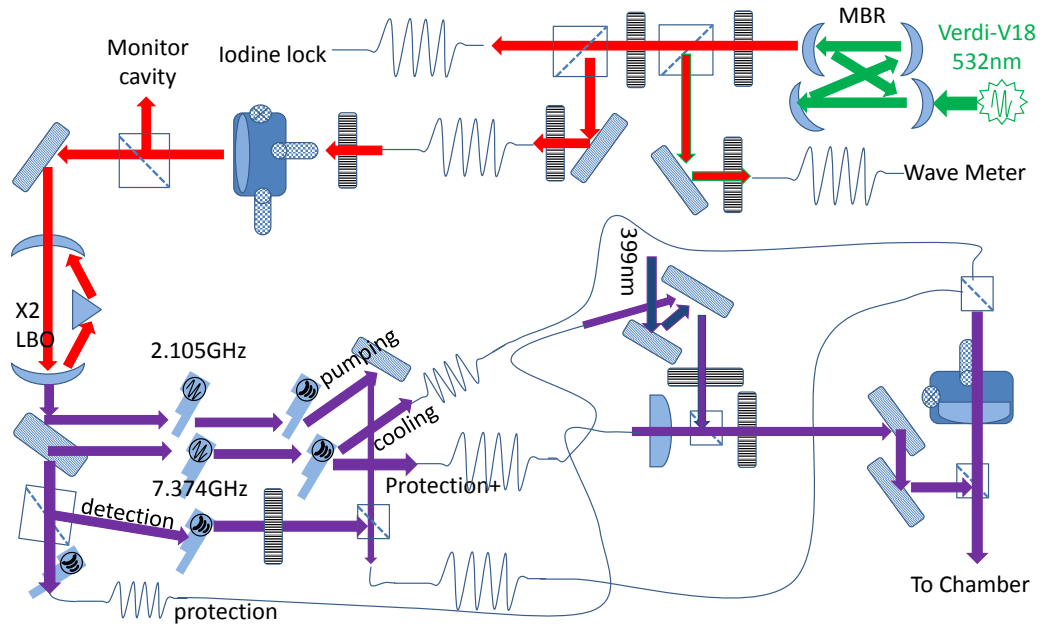 MBR
Verdi-V18
532nm
Monitor
cavity
Iodine lock
Wave Meter
399nm
X2
LBO
2.105GHz
pumping
cooling
7.374GHz
Protection+
detection
protection
To Chamber